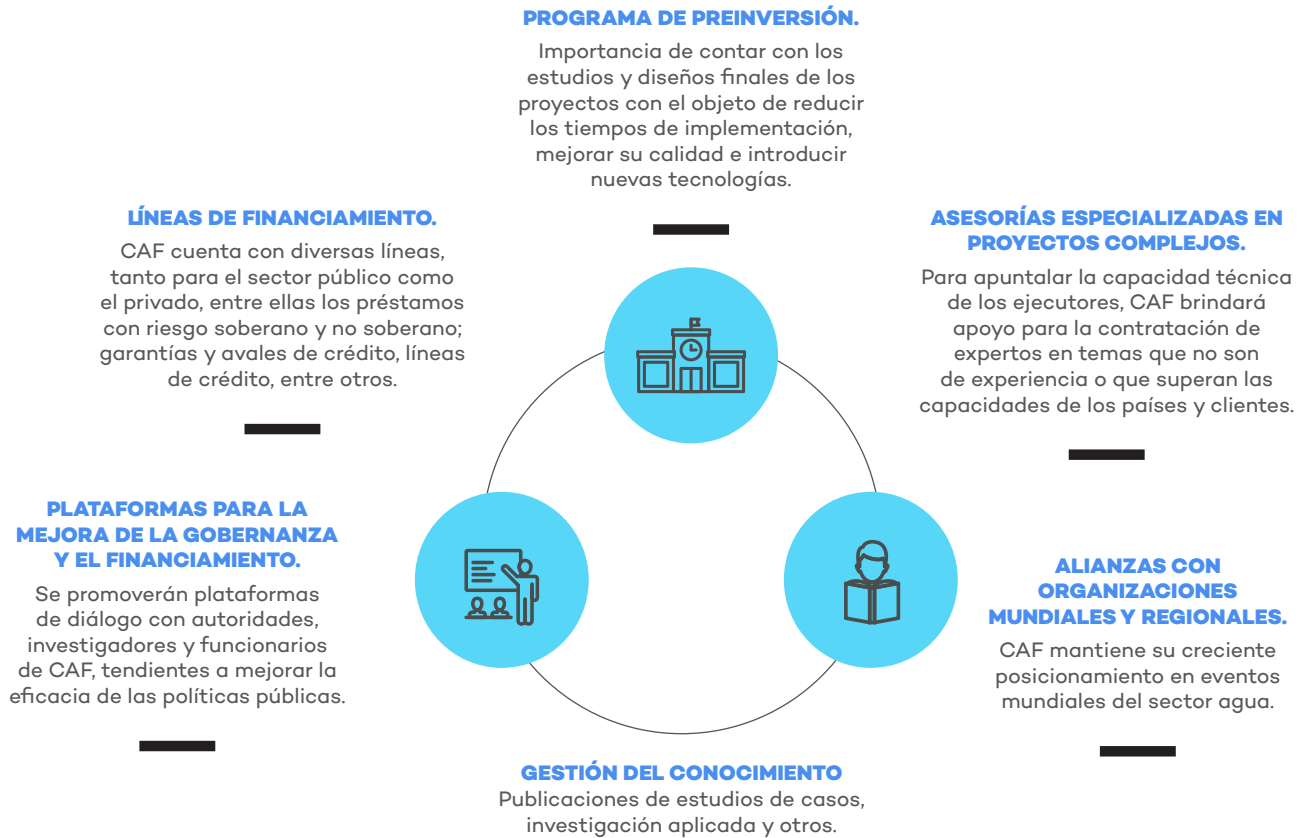 PROGRAMA DE PREINVERSIÓN.
Importancia de contar con los
estudios y diseños finales de los
proyectos con el objeto de reducir
los tiempos de implementación,
mejorar su calidad e introducir
nuevas tecnologías.
LÍNEAS DE FINANCIAMIENTO.
CAF cuenta con diversas líneas,
tanto para el sector público como
el privado, entre ellas los préstamos
con riesgo soberano y no soberano;
garantías y avales de crédito, líneas
de crédito, entre otros.
ASESORÍAS ESPECIALIZADAS EN
PROYECTOS COMPLEJOS.
Para apuntalar la capacidad técnica
de los ejecutores, CAF brindará
apoyo para la contratación de
expertos en temas que no son
de experiencia o que superan las
capacidades de los países y clientes.
PLATAFORMAS PARA LA
MEJORA DE LA GOBERNANZA
Y EL FINANCIAMIENTO.
Se promoverán plataformas
de diálogo con autoridades,
investigadores y funcionarios
de CAF, tendientes a mejorar la
eficacia de las políticas públicas.
ALIANZAS CON
ORGANIZACIONES
MUNDIALES Y REGIONALES.
CAF mantiene su creciente
posicionamiento en eventos
mundiales del sector agua.
GESTIÓN DEL CONOCIMIENTO
Publicaciones de estudios de casos,
investigación aplicada y otros.